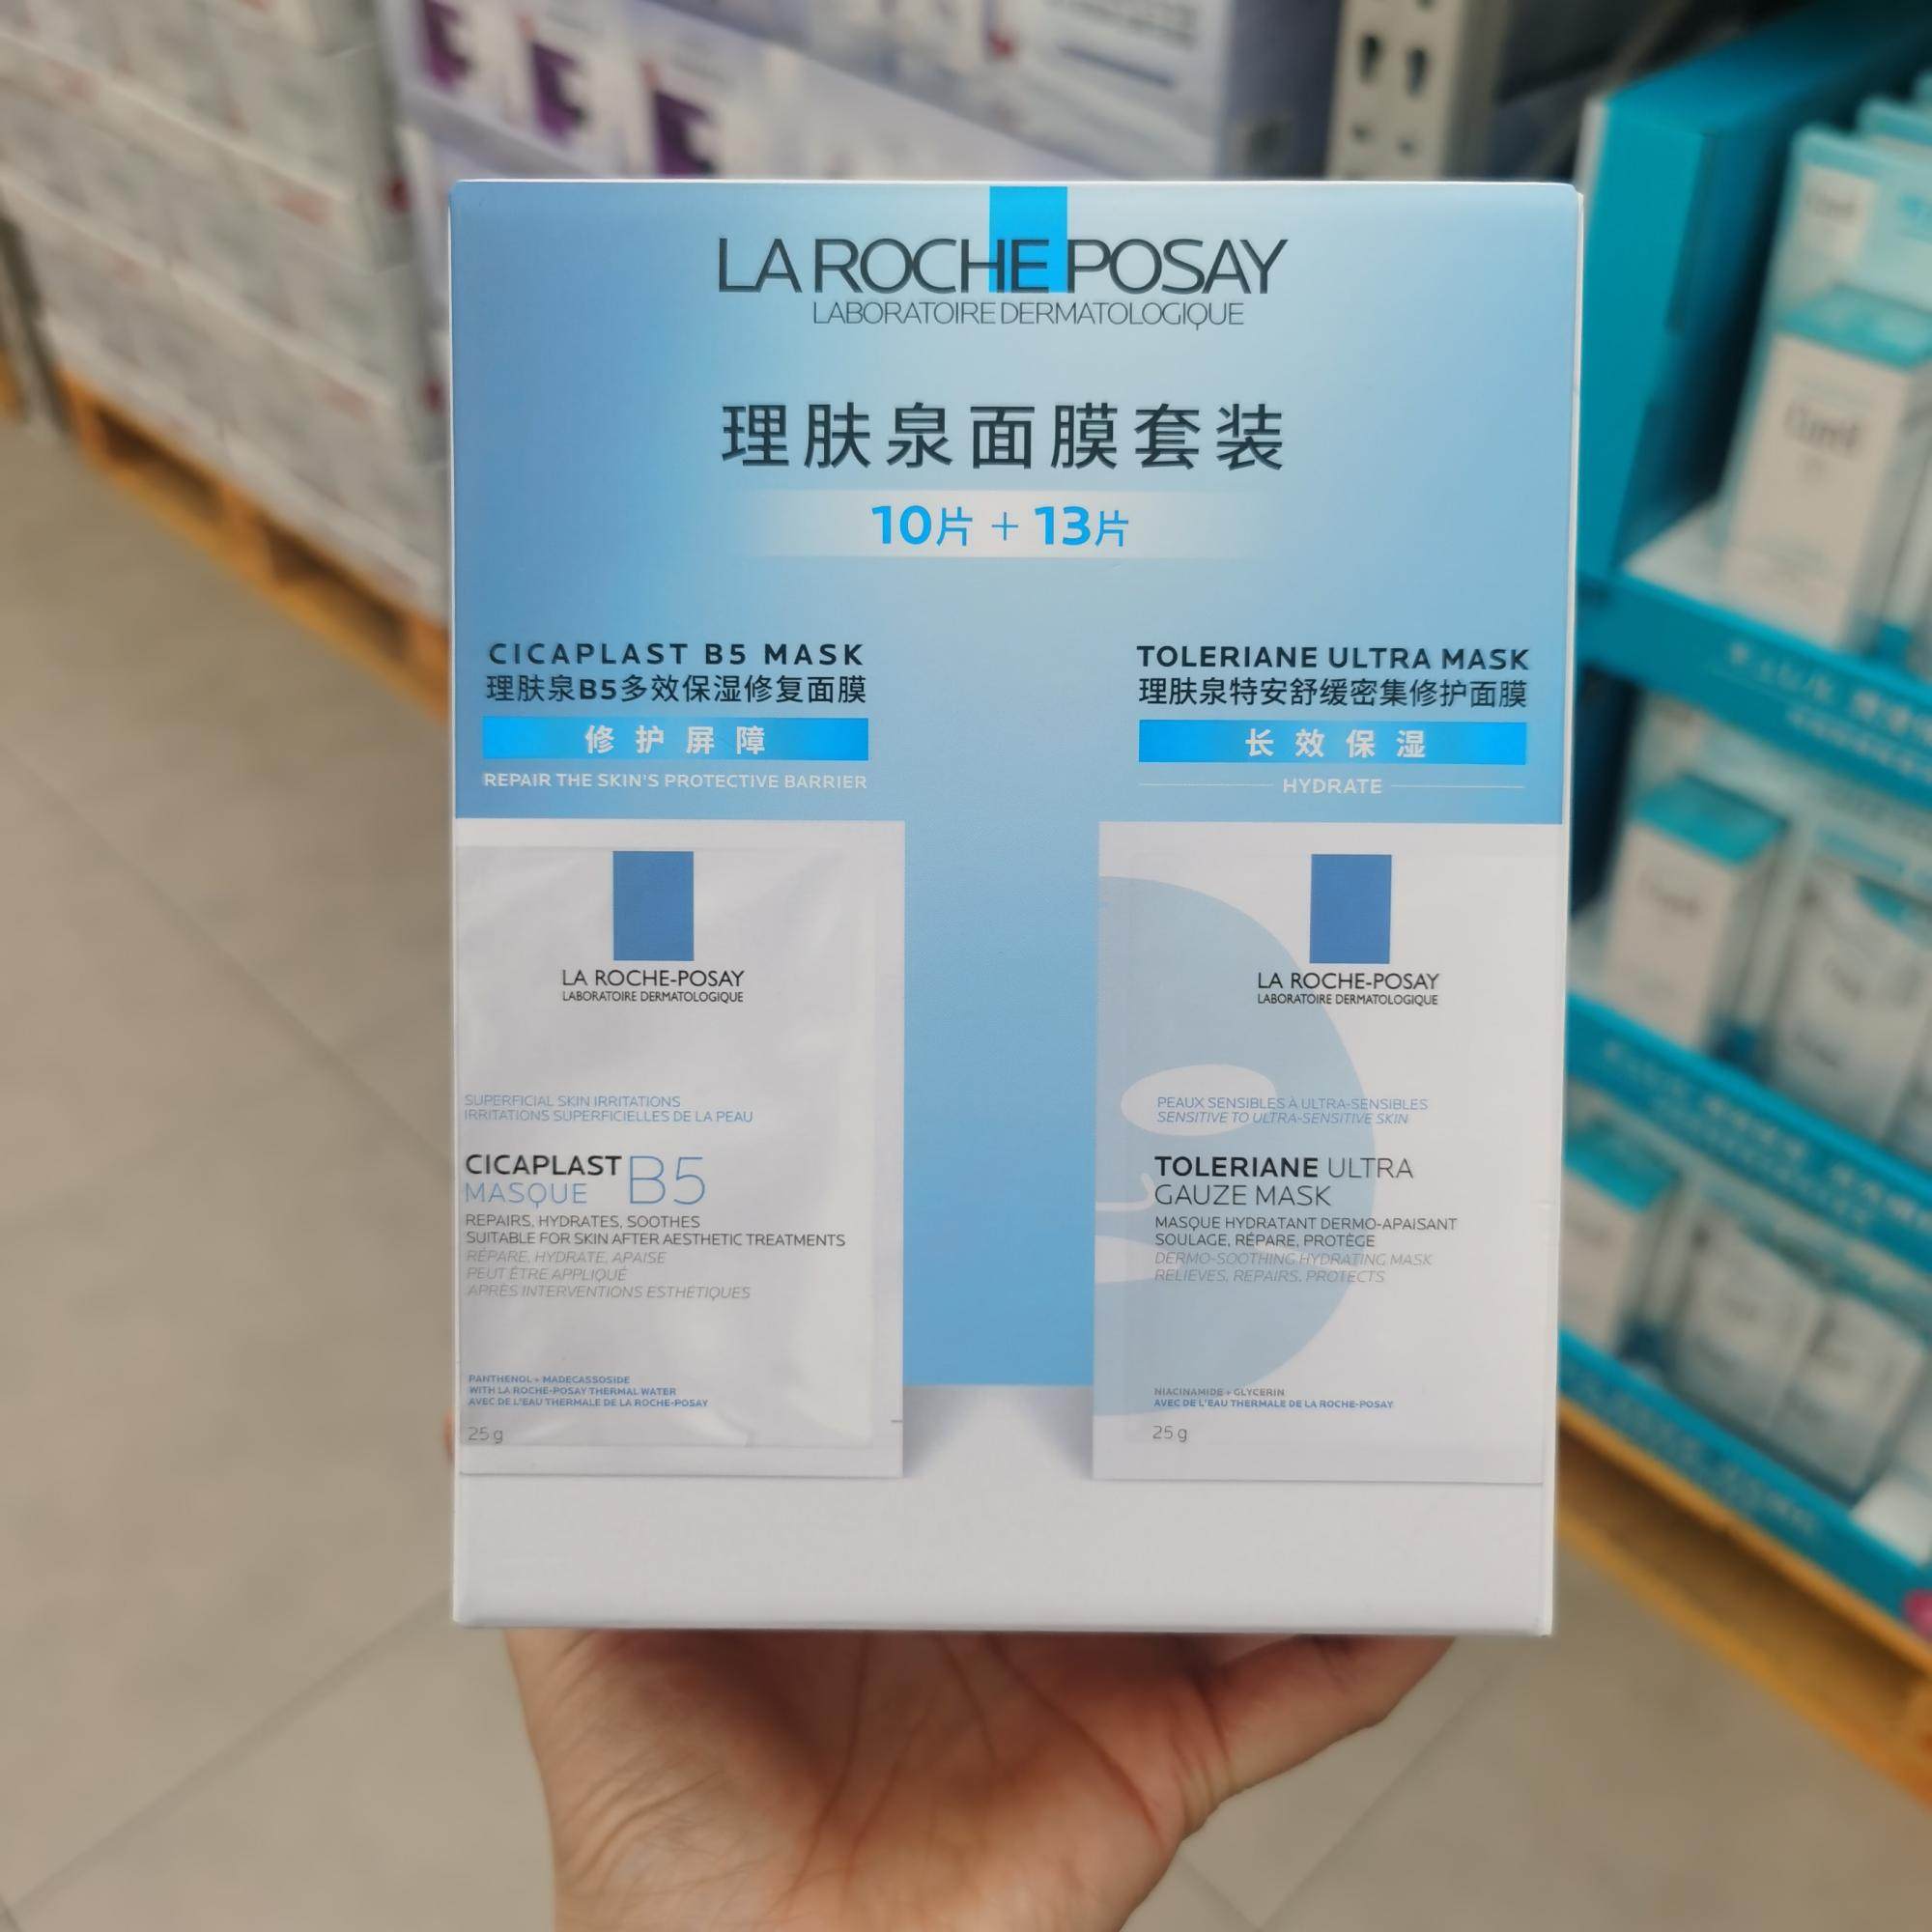 LA ROCHE POSAY
LABORATOIRE DERMATOLOGIQUE
理肤泉面膜套装
10片 + 13片
CICAPLAST B5 MASK
理肤泉B5多效保湿修复面膜
修护屏障
REPAIR THE SKIN'S PROTECTIVE BARRIER
LA ROCHE-POSAY
LABORATOIRE DERMATOLOGIQUE
SUPERFICIAL SKIN IRRITATIONS
IRRITATIONS SUPERFICIELLES DE LA PEAU
CICAPLAST B5
MASQUE
REPAIRS, HYDRATES, SOOTHES
SUITABLE FOR SKIN AFTER AESTHETIC TREATMENTS
RÉPARE, HYDRATE, APAISE
PEUT ÊTRE APPLIQUÉ
APRÈS INTERVENTIONS ESTHÉTIQUES
PANTHENOL + MADECASSOSIDE
WITH LA ROCHE-POSAY THERMAL WATER
AVEC DE L'EAU THERMALE DE LA ROCHE-POSAY
25 g
TOLERIANE ULTRA MASK
理肤泉特安舒缓密集修护面膜
长效保湿
HYDRATE
LA ROCHE-POSAY
LABORATOIRE DERMATOLOGIQUE
PEAUX SENSIBLES À ULTRA-SENSIBLES
SENSITIVE TO ULTRA-SENSITIVE SKIN
TOLERIANE ULTRA
GAUZE MASK
MASQUE HYDRATANT DERMO-APAISANT
SOULAGE, RÉPARE, PROTÈGE
DERMO-SOOTHING HYDRATING MASK
RELIEVES, REPAIRS, PROTECTS
NIACINAMIDE + GLYCERIN
AVEC DE L'EAU THERMALE DE LA ROCHE-POSAY
25 g